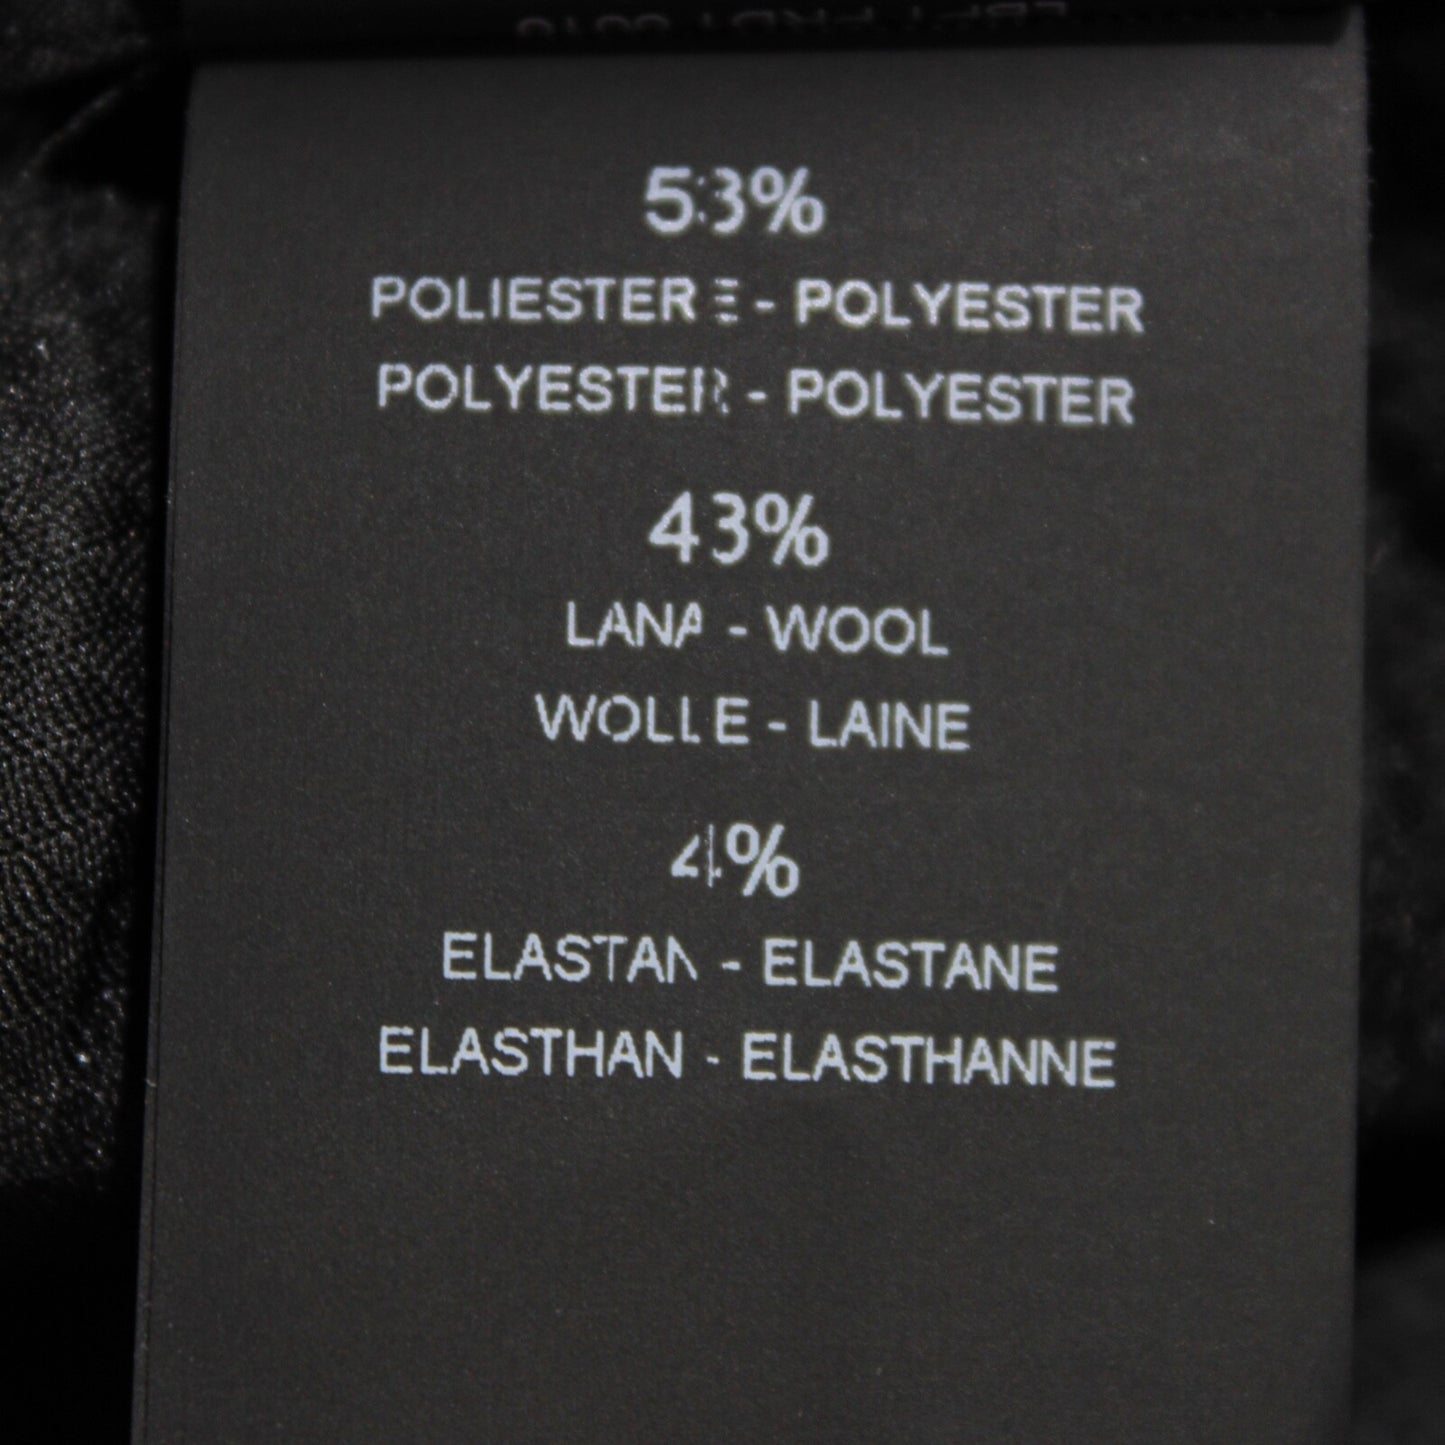 53%
POLIESTERE - POLYESTER
POLYESTER - POLYESTER
43%
LANA - WOOL
WOLLE - LAINE
4%
ELASTAN - ELASTANE
ELASTHAN - ELASTHANNE